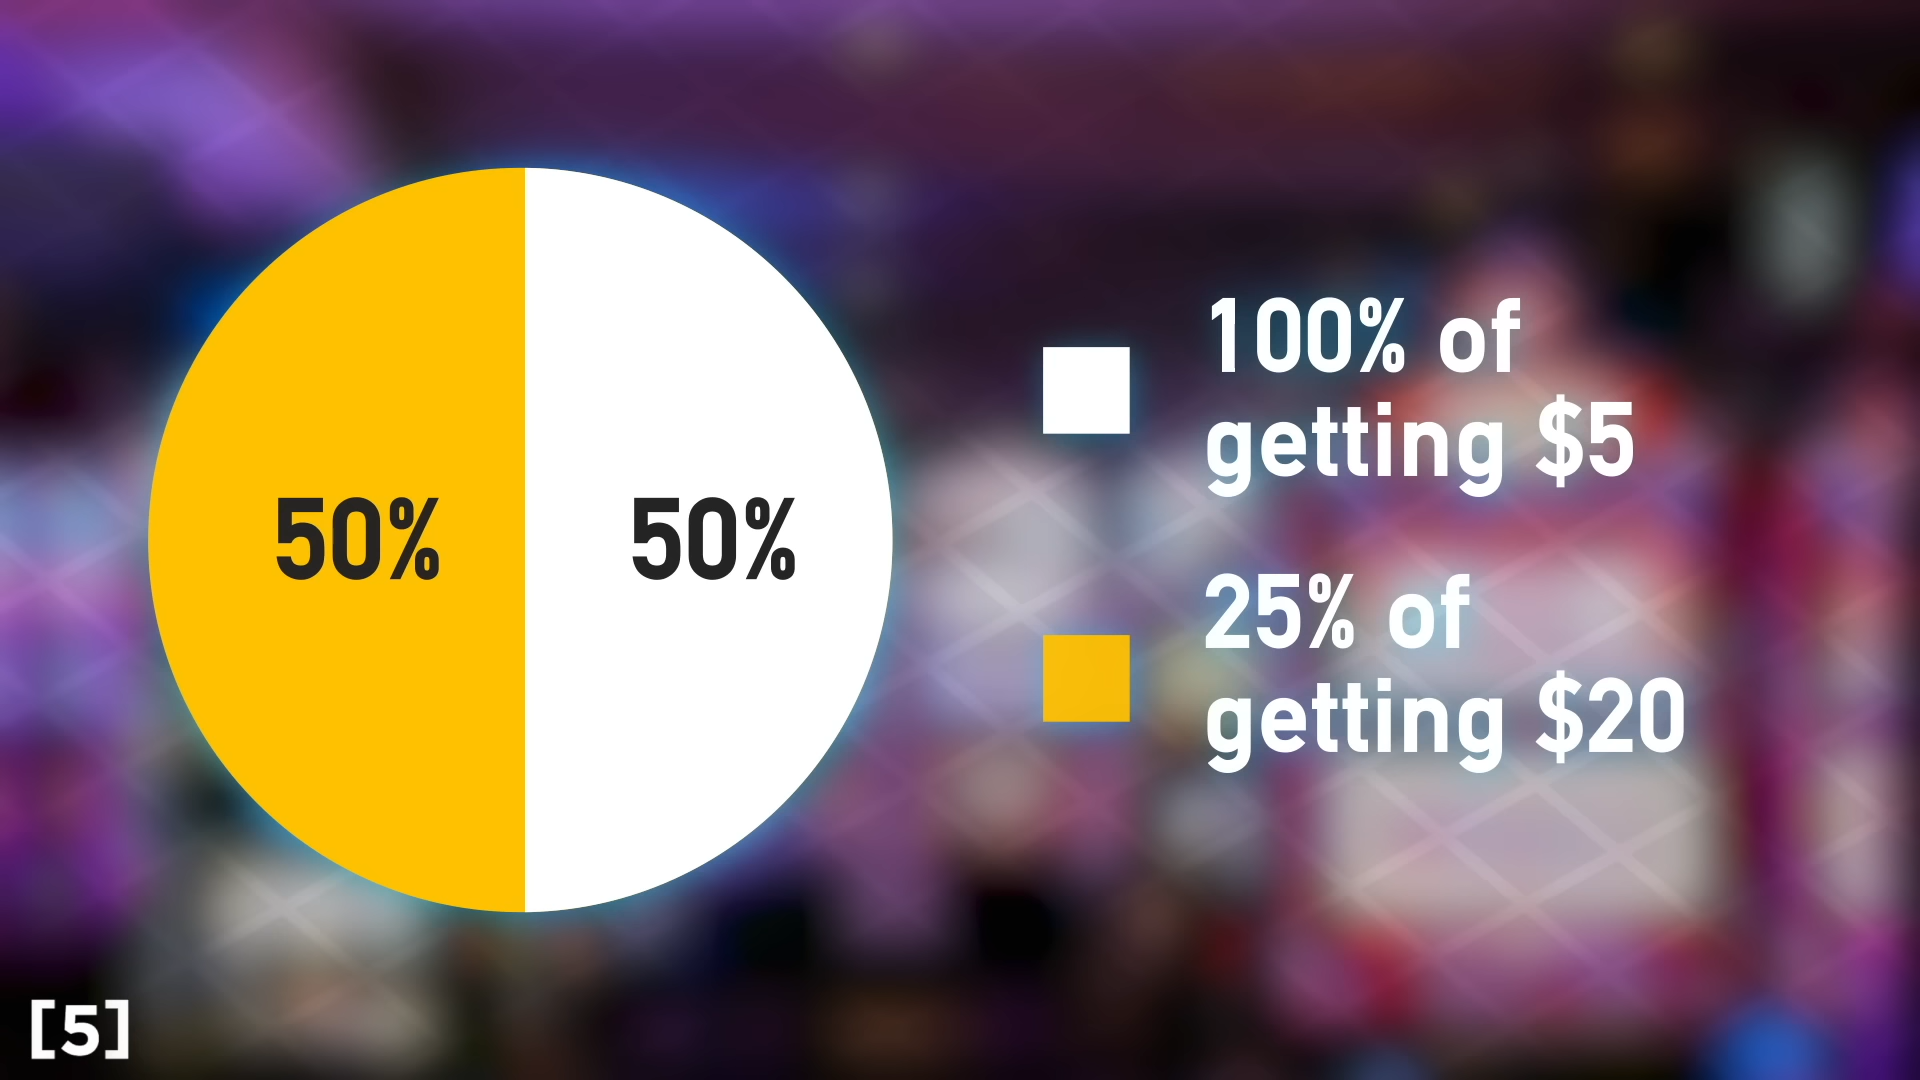 50% 50%
100% of
getting $5
25% of
getting $20
[5]